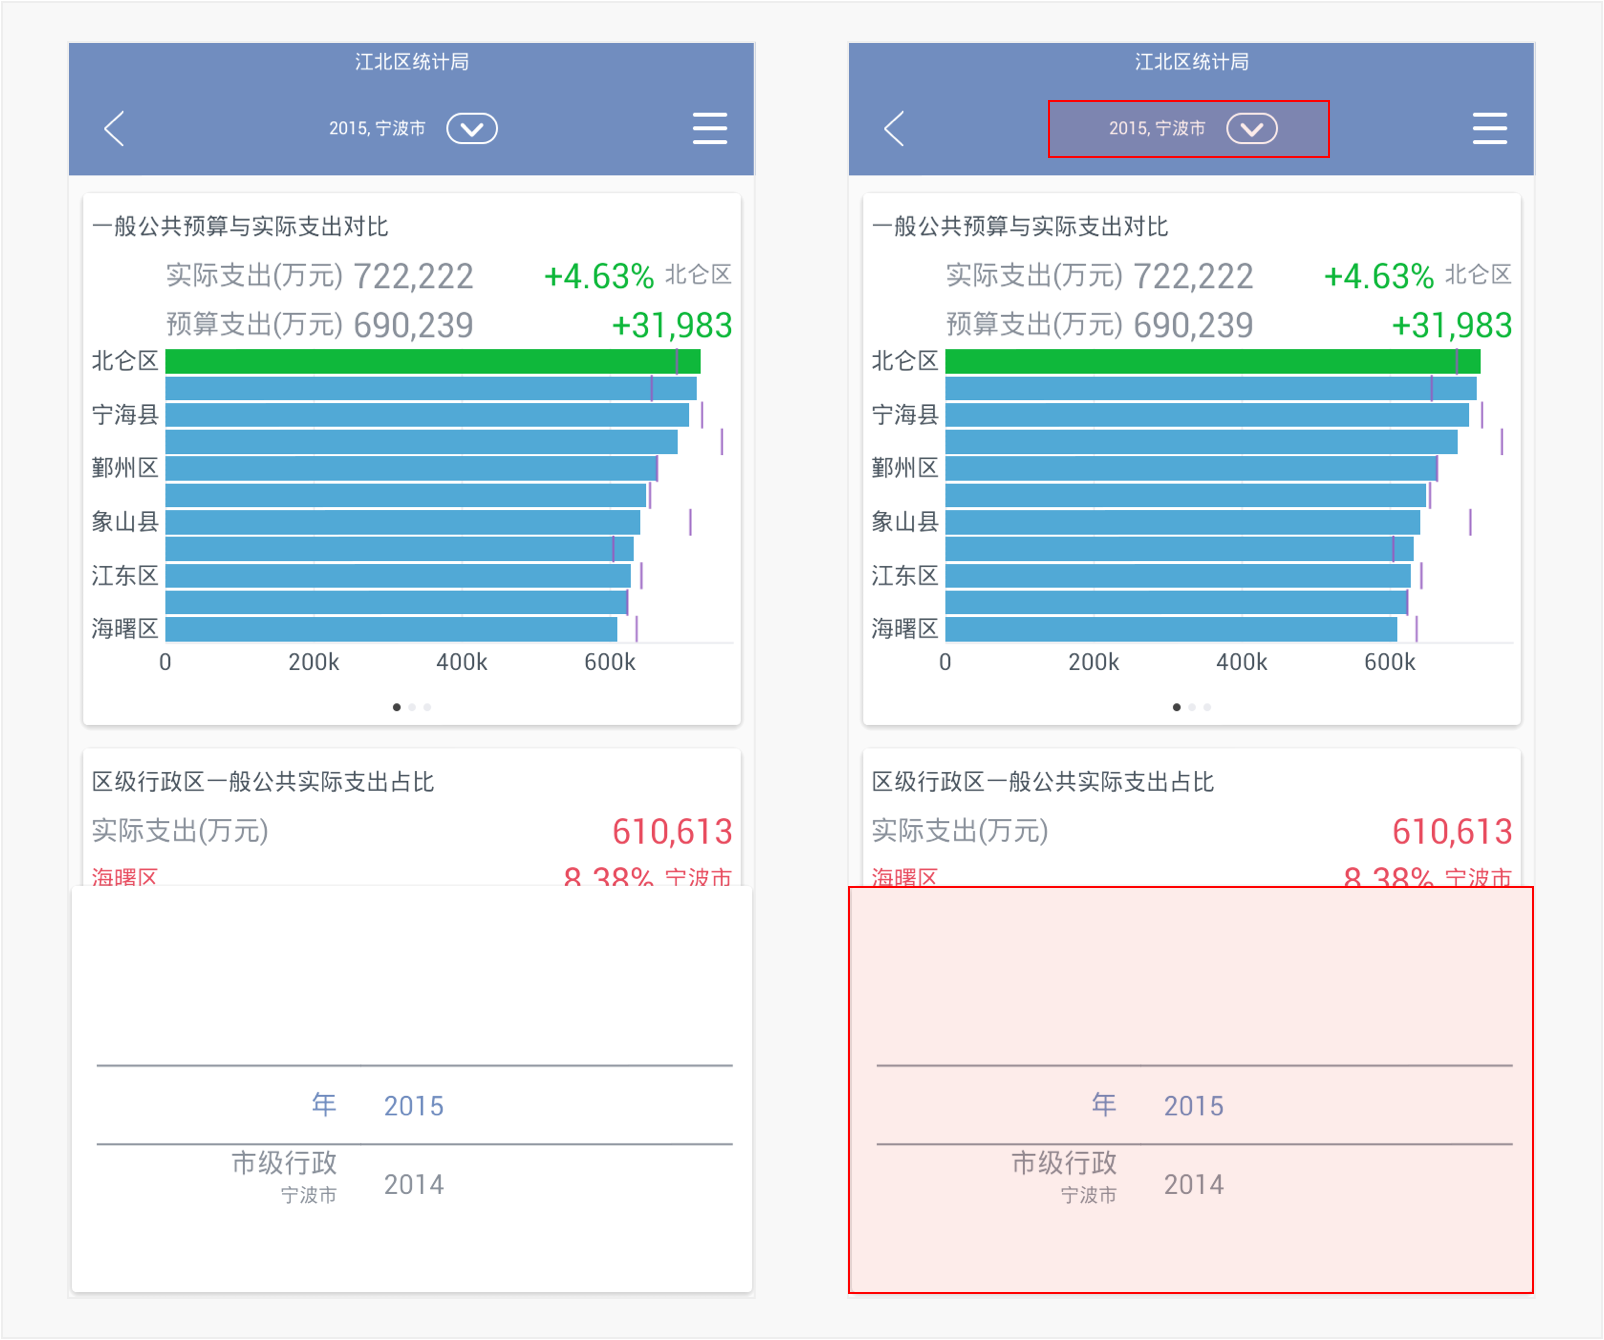 江北区统计局
2015, 宁波市
一般公共预算与实际支出对比
实际支出(万元) 722,222 +4.63% 北仑区
预算支出(万元) 690,239 +31,983
北仑区
宁海县
鄞州区
象山县
江东区
海曙区
0 200k 400k 600k
区级行政区一般公共实际支出占比
实际支出(万元) 610,613
海曙区 8.38% 宁波市
年 2015
市级行政 2014
宁波市
江北区统计局
2015, 宁波市
一般公共预算与实际支出对比
实际支出(万元) 722,222 +4.63% 北仑区
预算支出(万元) 690,239 +31,983
北仑区
宁海县
鄞州区
象山县
江东区
海曙区
0 200k 400k 600k
区级行政区一般公共实际支出占比
实际支出(万元) 610,613
海曙区 8.38% 宁波市
年 2015
市级行政 2014
宁波市